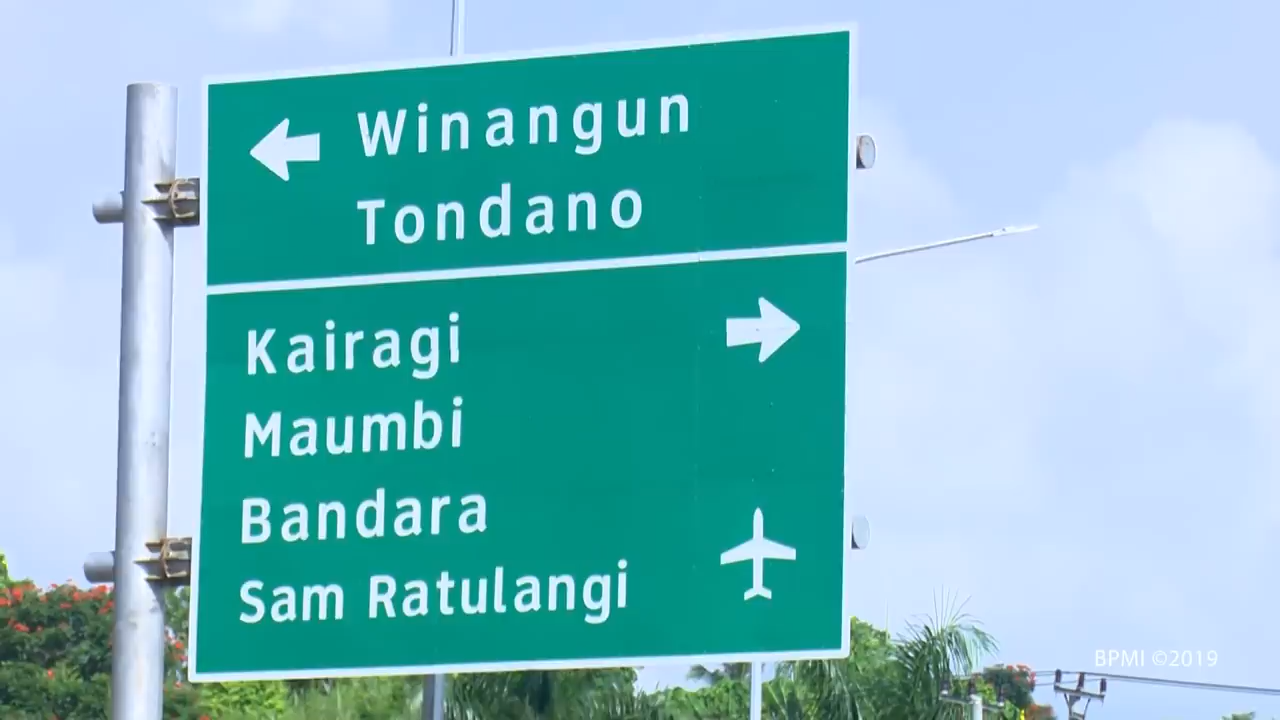 Winangun
Tondano
Kairagi
Maumbi
Bandara
Sam Ratulangi
BPMI ©2019